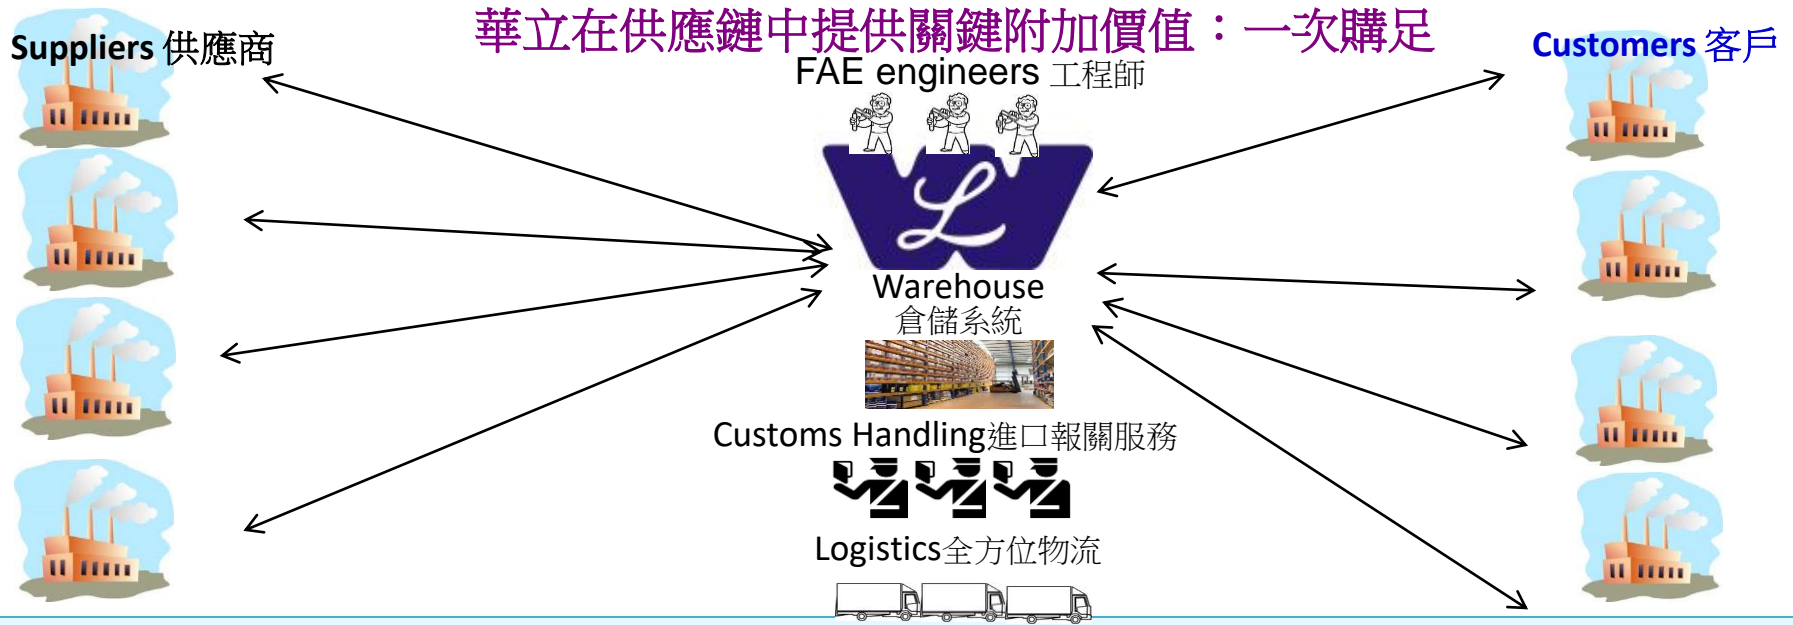 華立在供應鏈中提供關鍵附加價值：一次購足
Suppliers 供應商
Customers 客戶
FAE engineers 工程師
L
Warehouse
倉儲系統
Customs Handling進口報關服務
Logistics全方位物流